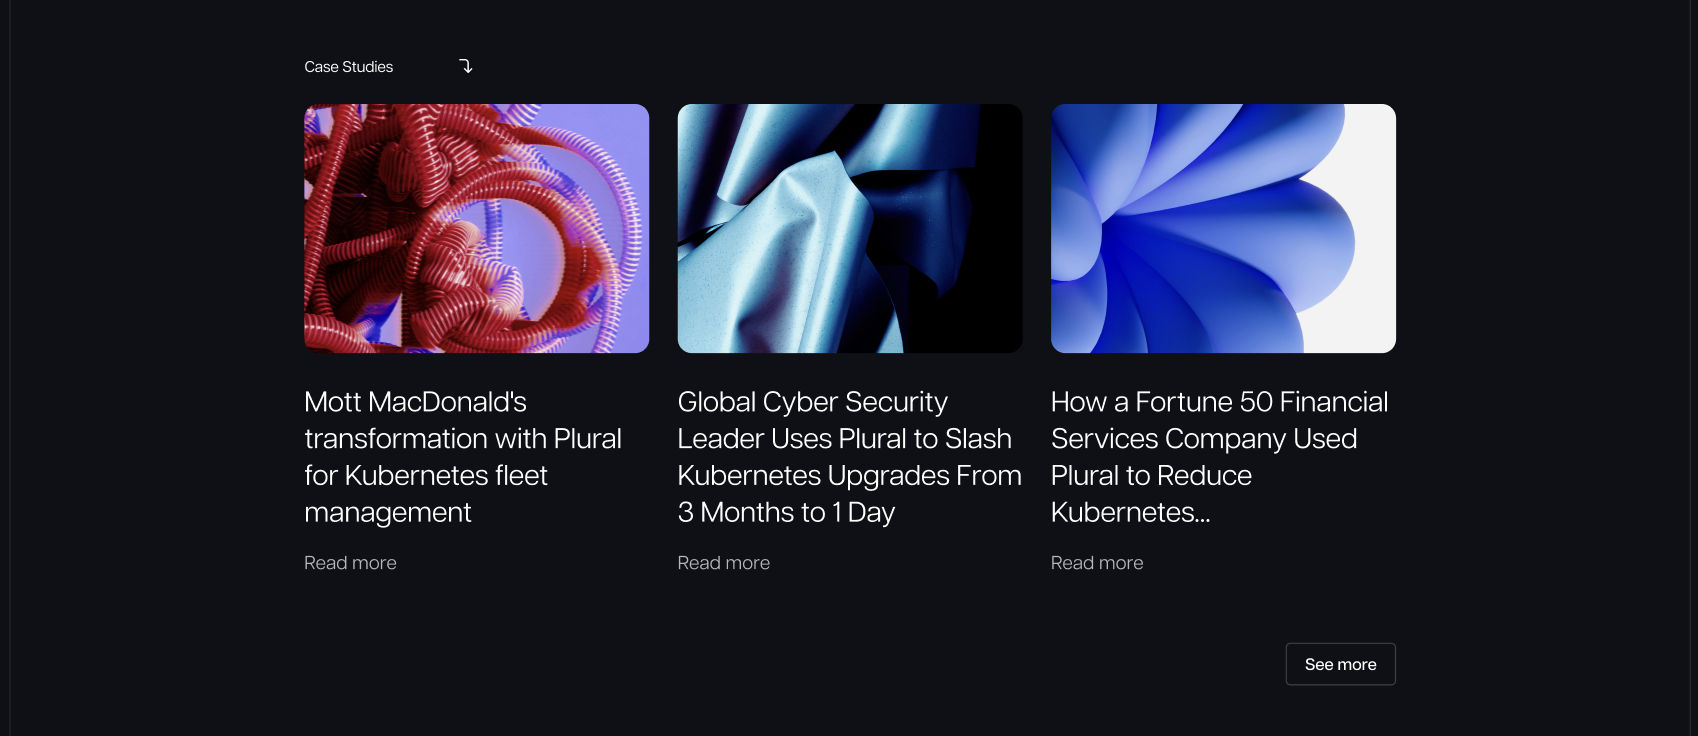 Case Studies
Mott MacDonald's
transformation with Plural
for Kubernetes fleet
management
Read more
Global Cyber Security
Leader Uses Plural to Slash
Kubernetes Upgrades From
3 Months to 1 Day
Read more
How a Fortune 50 Financial
Services Company Used
Plural to Reduce
Kubernetes...
Read more
See more